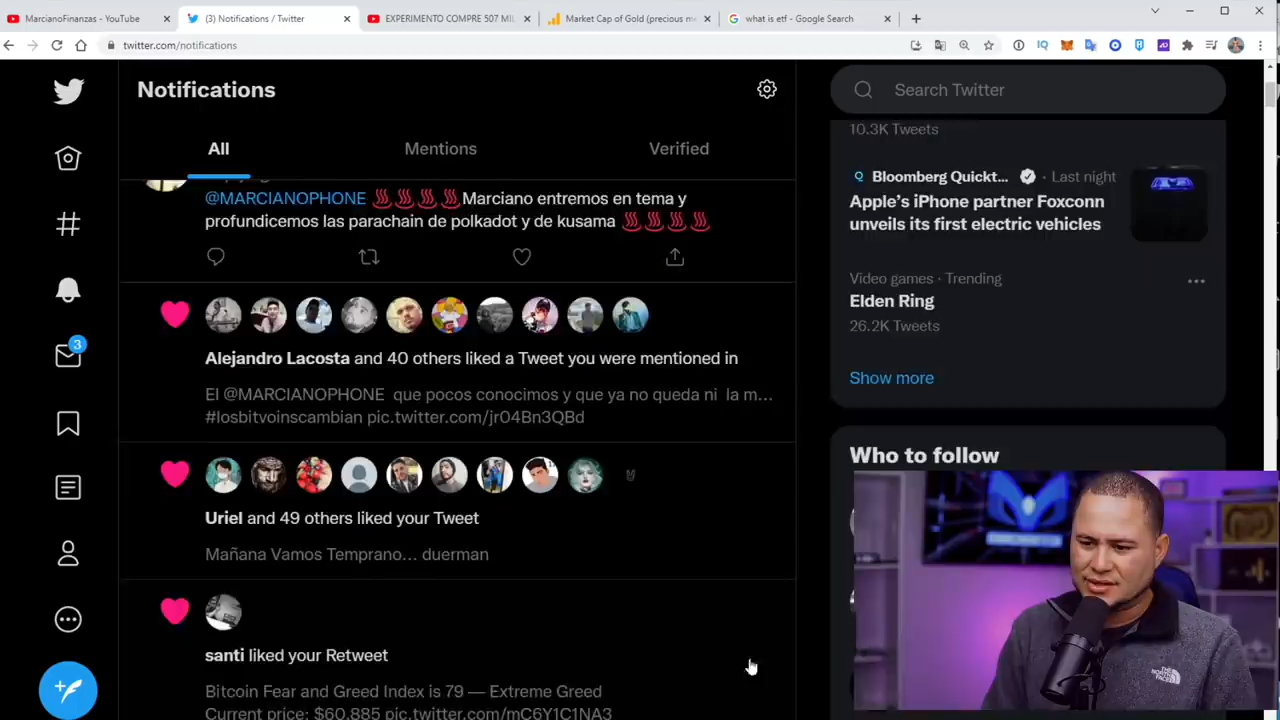 MarcianoFinanzas - YouTube
(3) Notifications / Twitter
EXPERIMENTO COMPRE 507 MIL
Market Cap of Gold (precious me
what is etf - Google Search
twitter.com/notifications
Notifications
Search Twitter
All
Mentions
Verified
@MARCIANOPHONE ♨️♨️♨️♨️Marciano entremos en tema y
profundicemos las parachain de polkadot y de kusama ♨️♨️♨️♨️
Alejandro Lacosta and 40 others liked a Tweet you were mentioned in
El @MARCIANOPHONE que pocos conocimos y que ya no queda ni la m...
#losbitvoinscambian pic.twitter.com/jr04Bn3QBd
Uriel and 49 others liked your Tweet
Mañana Vamos Temprano... duerman
santi liked your Retweet
Bitcoin Fear and Greed Index is 79 — Extreme Greed
Current price: $60,885 pic.twitter.com/mC6Y1C1NA3
3
10.3K Tweets
Bloomberg Quickt... · Last night
Apple's iPhone partner Foxconn
unveils its first electric vehicles
Video games · Trending
Elden Ring
26.2K Tweets
Show more
Who to follow
THE
NORTH
FACE